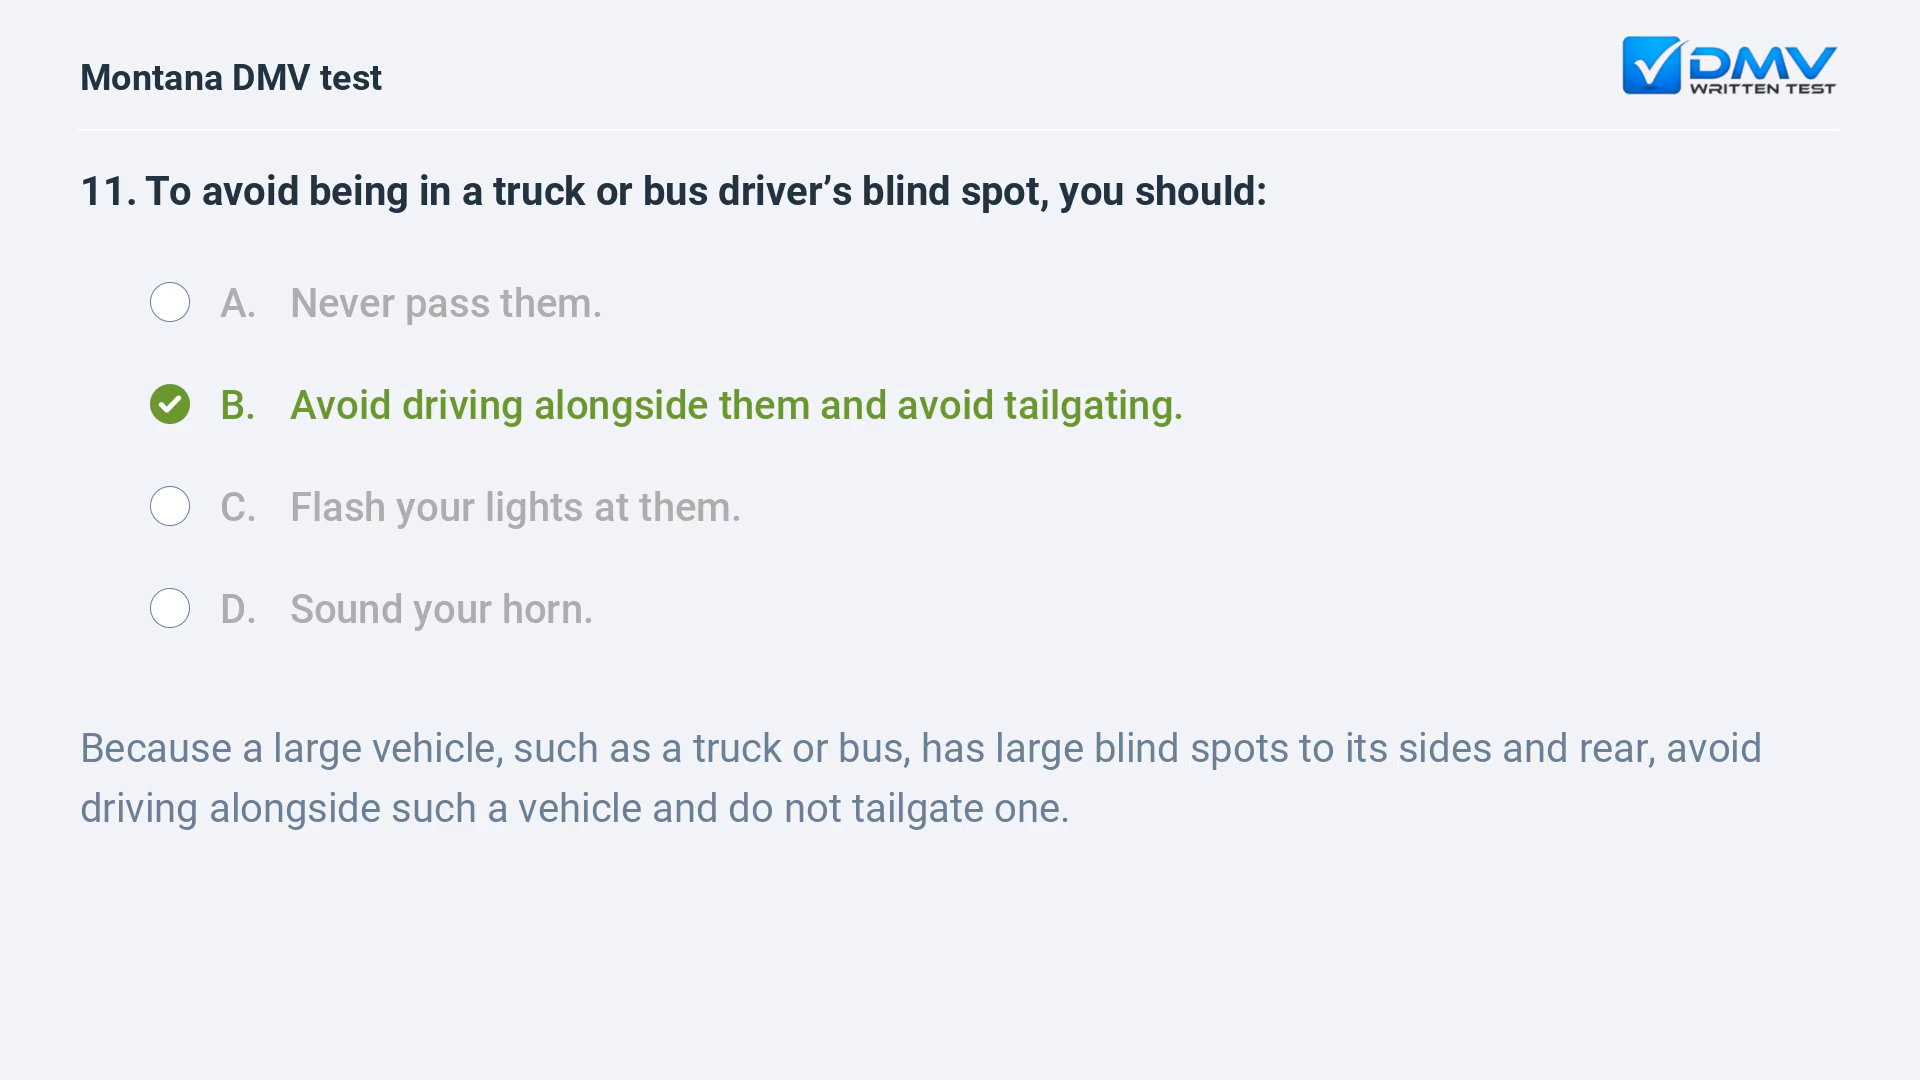 Montana DMV test
DMV
WRITTEN TEST
11. To avoid being in a truck or bus driver’s blind spot, you should:
A. Never pass them.
B. Avoid driving alongside them and avoid tailgating.
C. Flash your lights at them.
D. Sound your horn.
Because a large vehicle, such as a truck or bus, has large blind spots to its sides and rear, avoid
driving alongside such a vehicle and do not tailgate one.